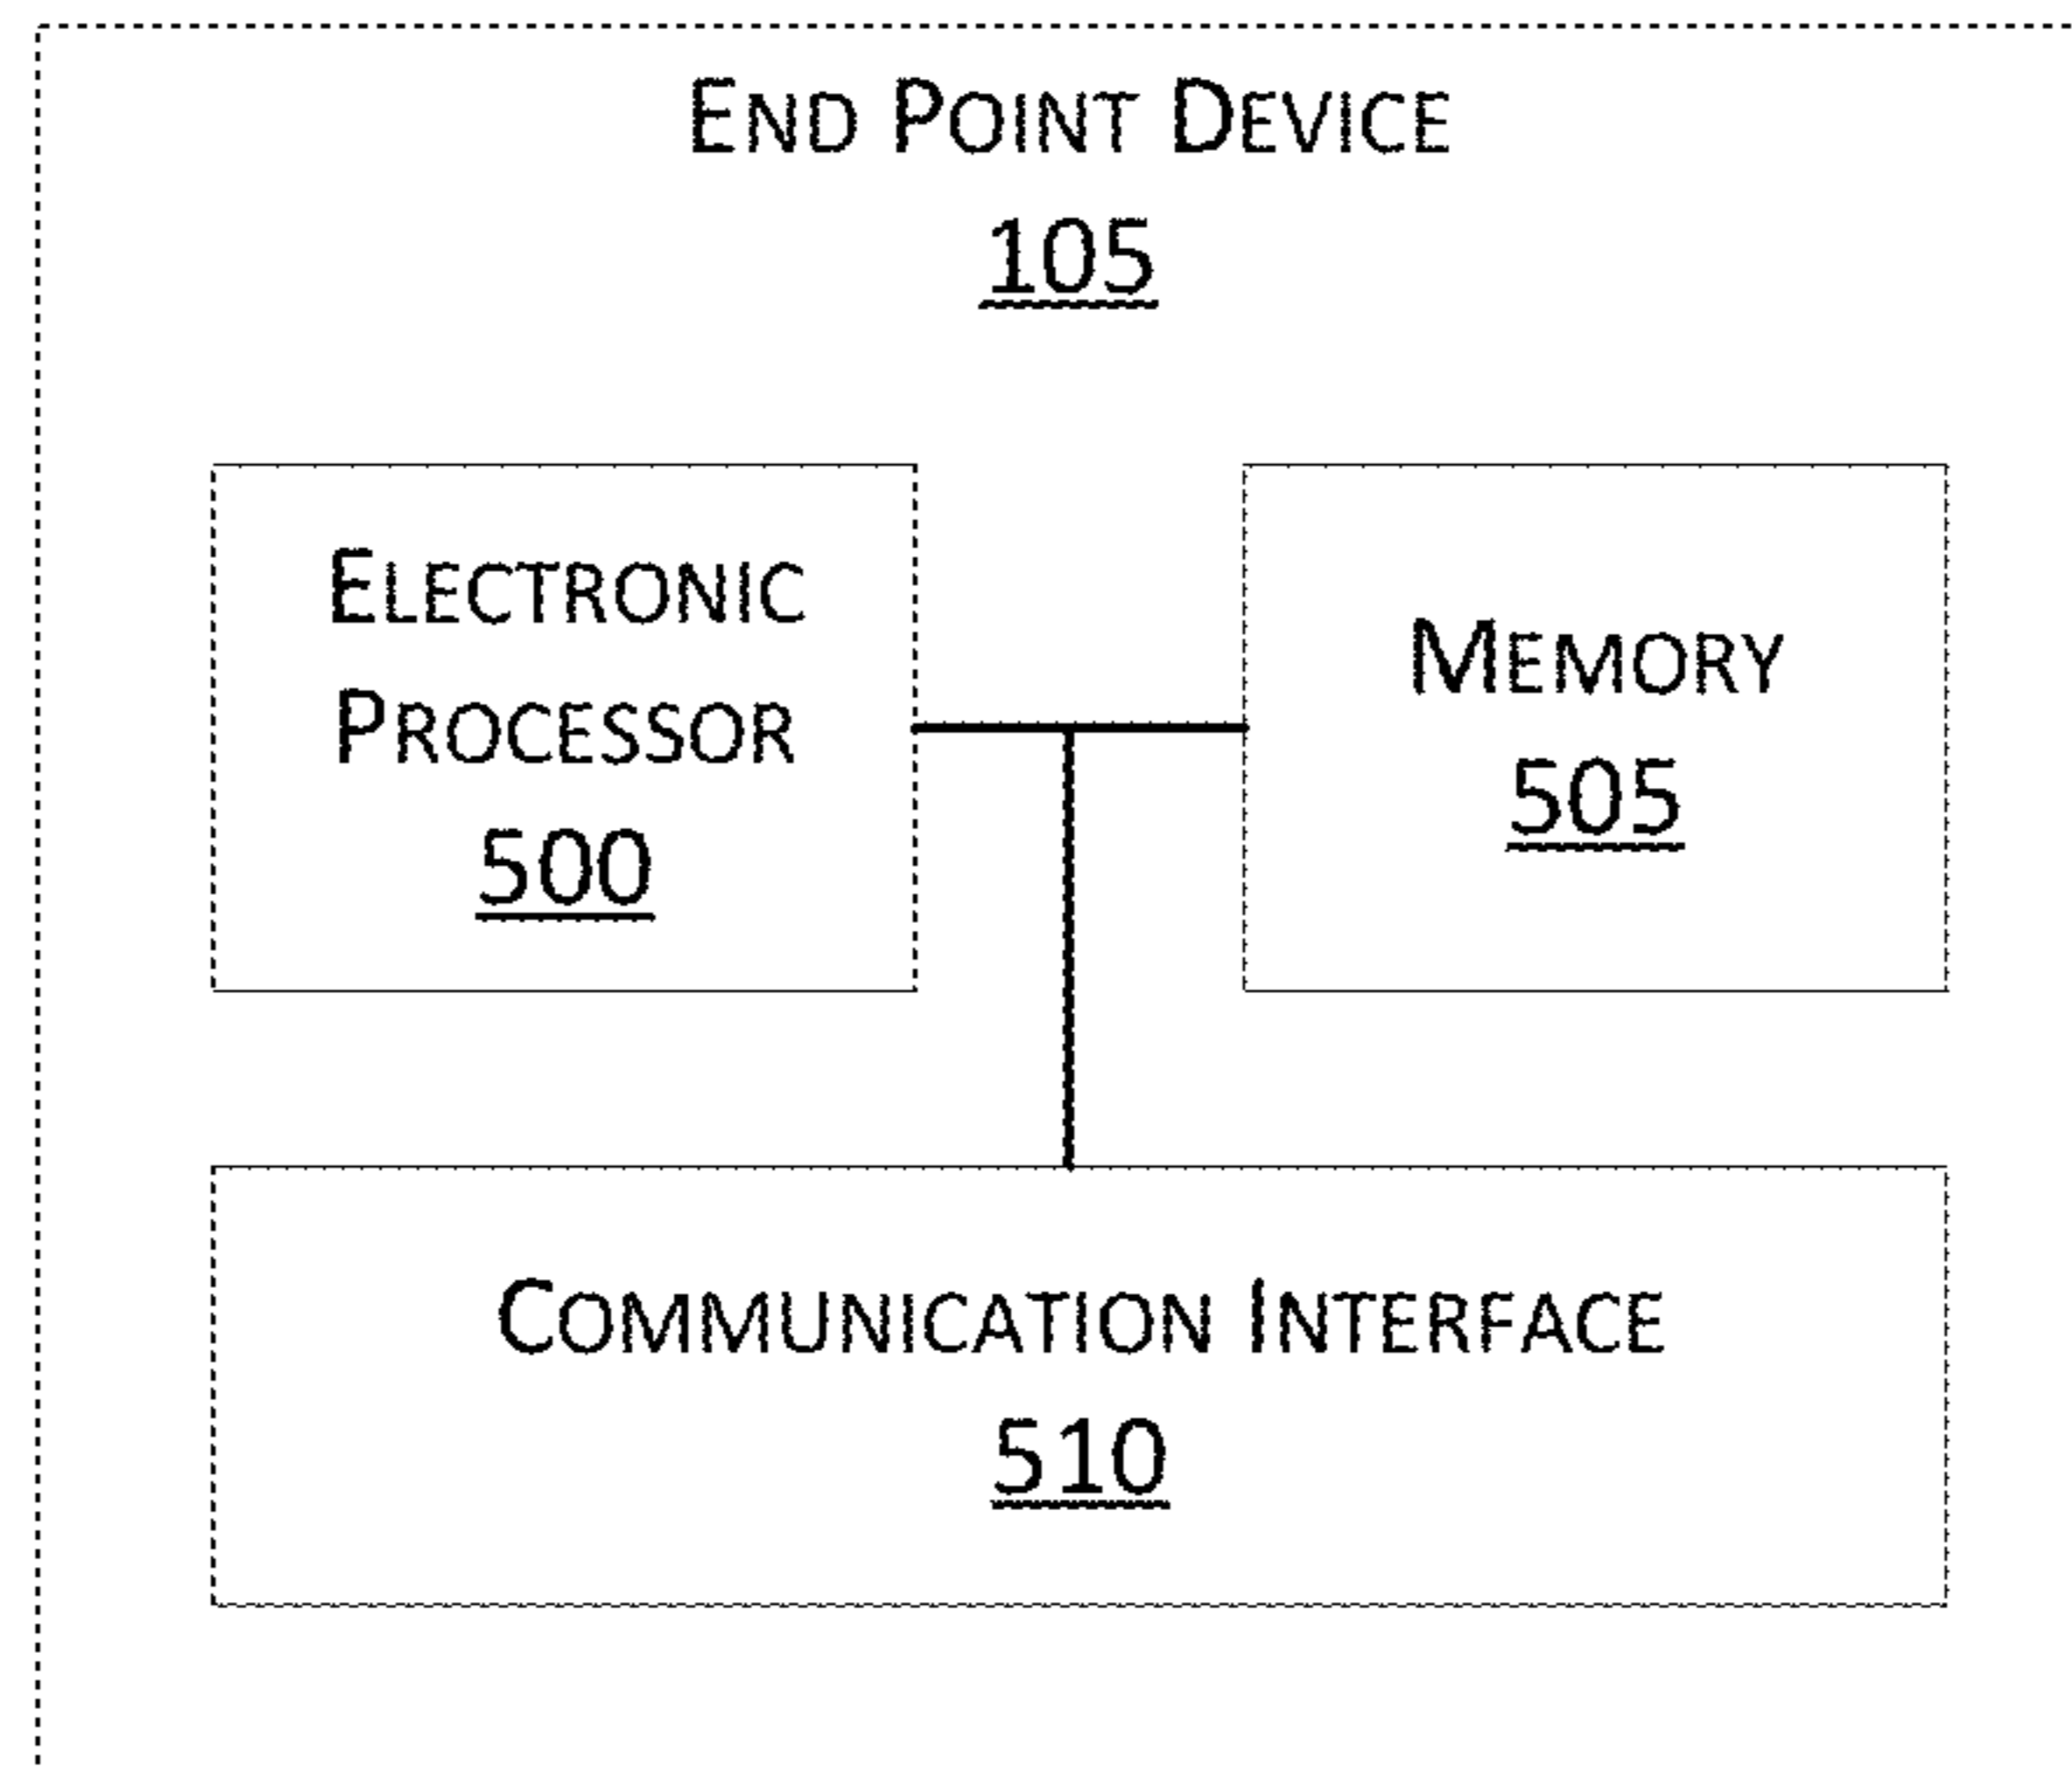 END POINT DEVICE
105
ELECTRONIC
PROCESSOR
500
MEMORY
505
COMMUNICATION INTERFACE
510